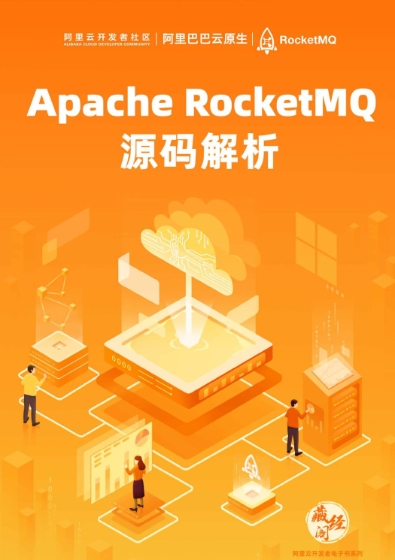 阿里云开发者社区
ALIBABA CLOUD DEVELOPER COMMUNITY
阿里巴巴云原生
RocketMQ
Apache RocketMQ
源码解析
藏经阁
阿里云开发者电子书系列